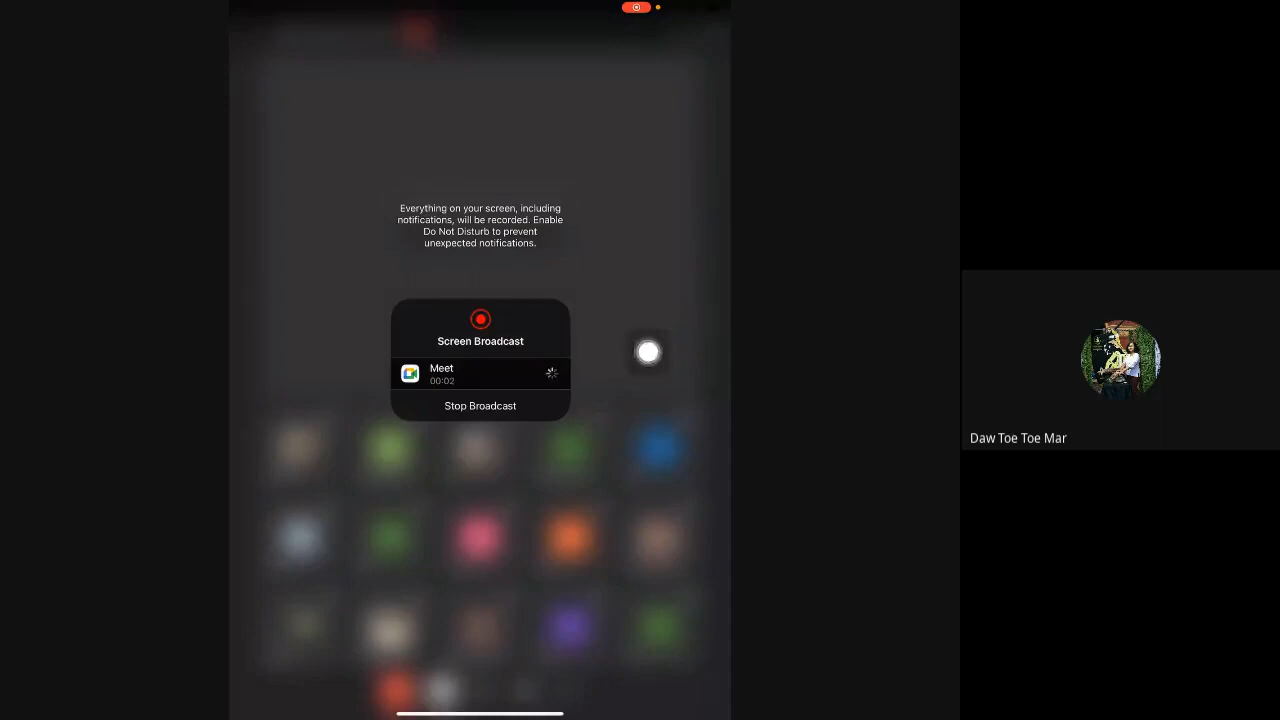 Everything on your screen, including
notifications, will be recorded. Enable
Do Not Disturb to prevent
unexpected notifications.
Screen Broadcast
Meet
00:02
Stop Broadcast
Daw Toe Toe Mar